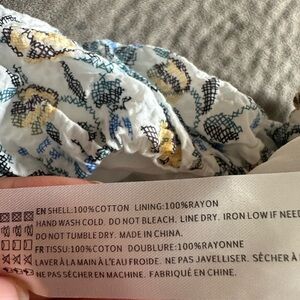 EN SHELL:100%COTTON LINING:100%RAYON
HAND WASH COLD. DO NOT BLEACH. LINE DRY. IRON LOW IF NEED
DO NOT TUMBLE DRY. MADE IN CHINA.
FR TISSU:100%COTON DOUBLURE:100%RAYONNE
LAVER À LA MAIN À L'EAU FROIDE. NE PAS JAVELLISER. SÉCHER À
NE PAS SÉCHER EN MACHINE. FABRIQUÉ EN CHINE.